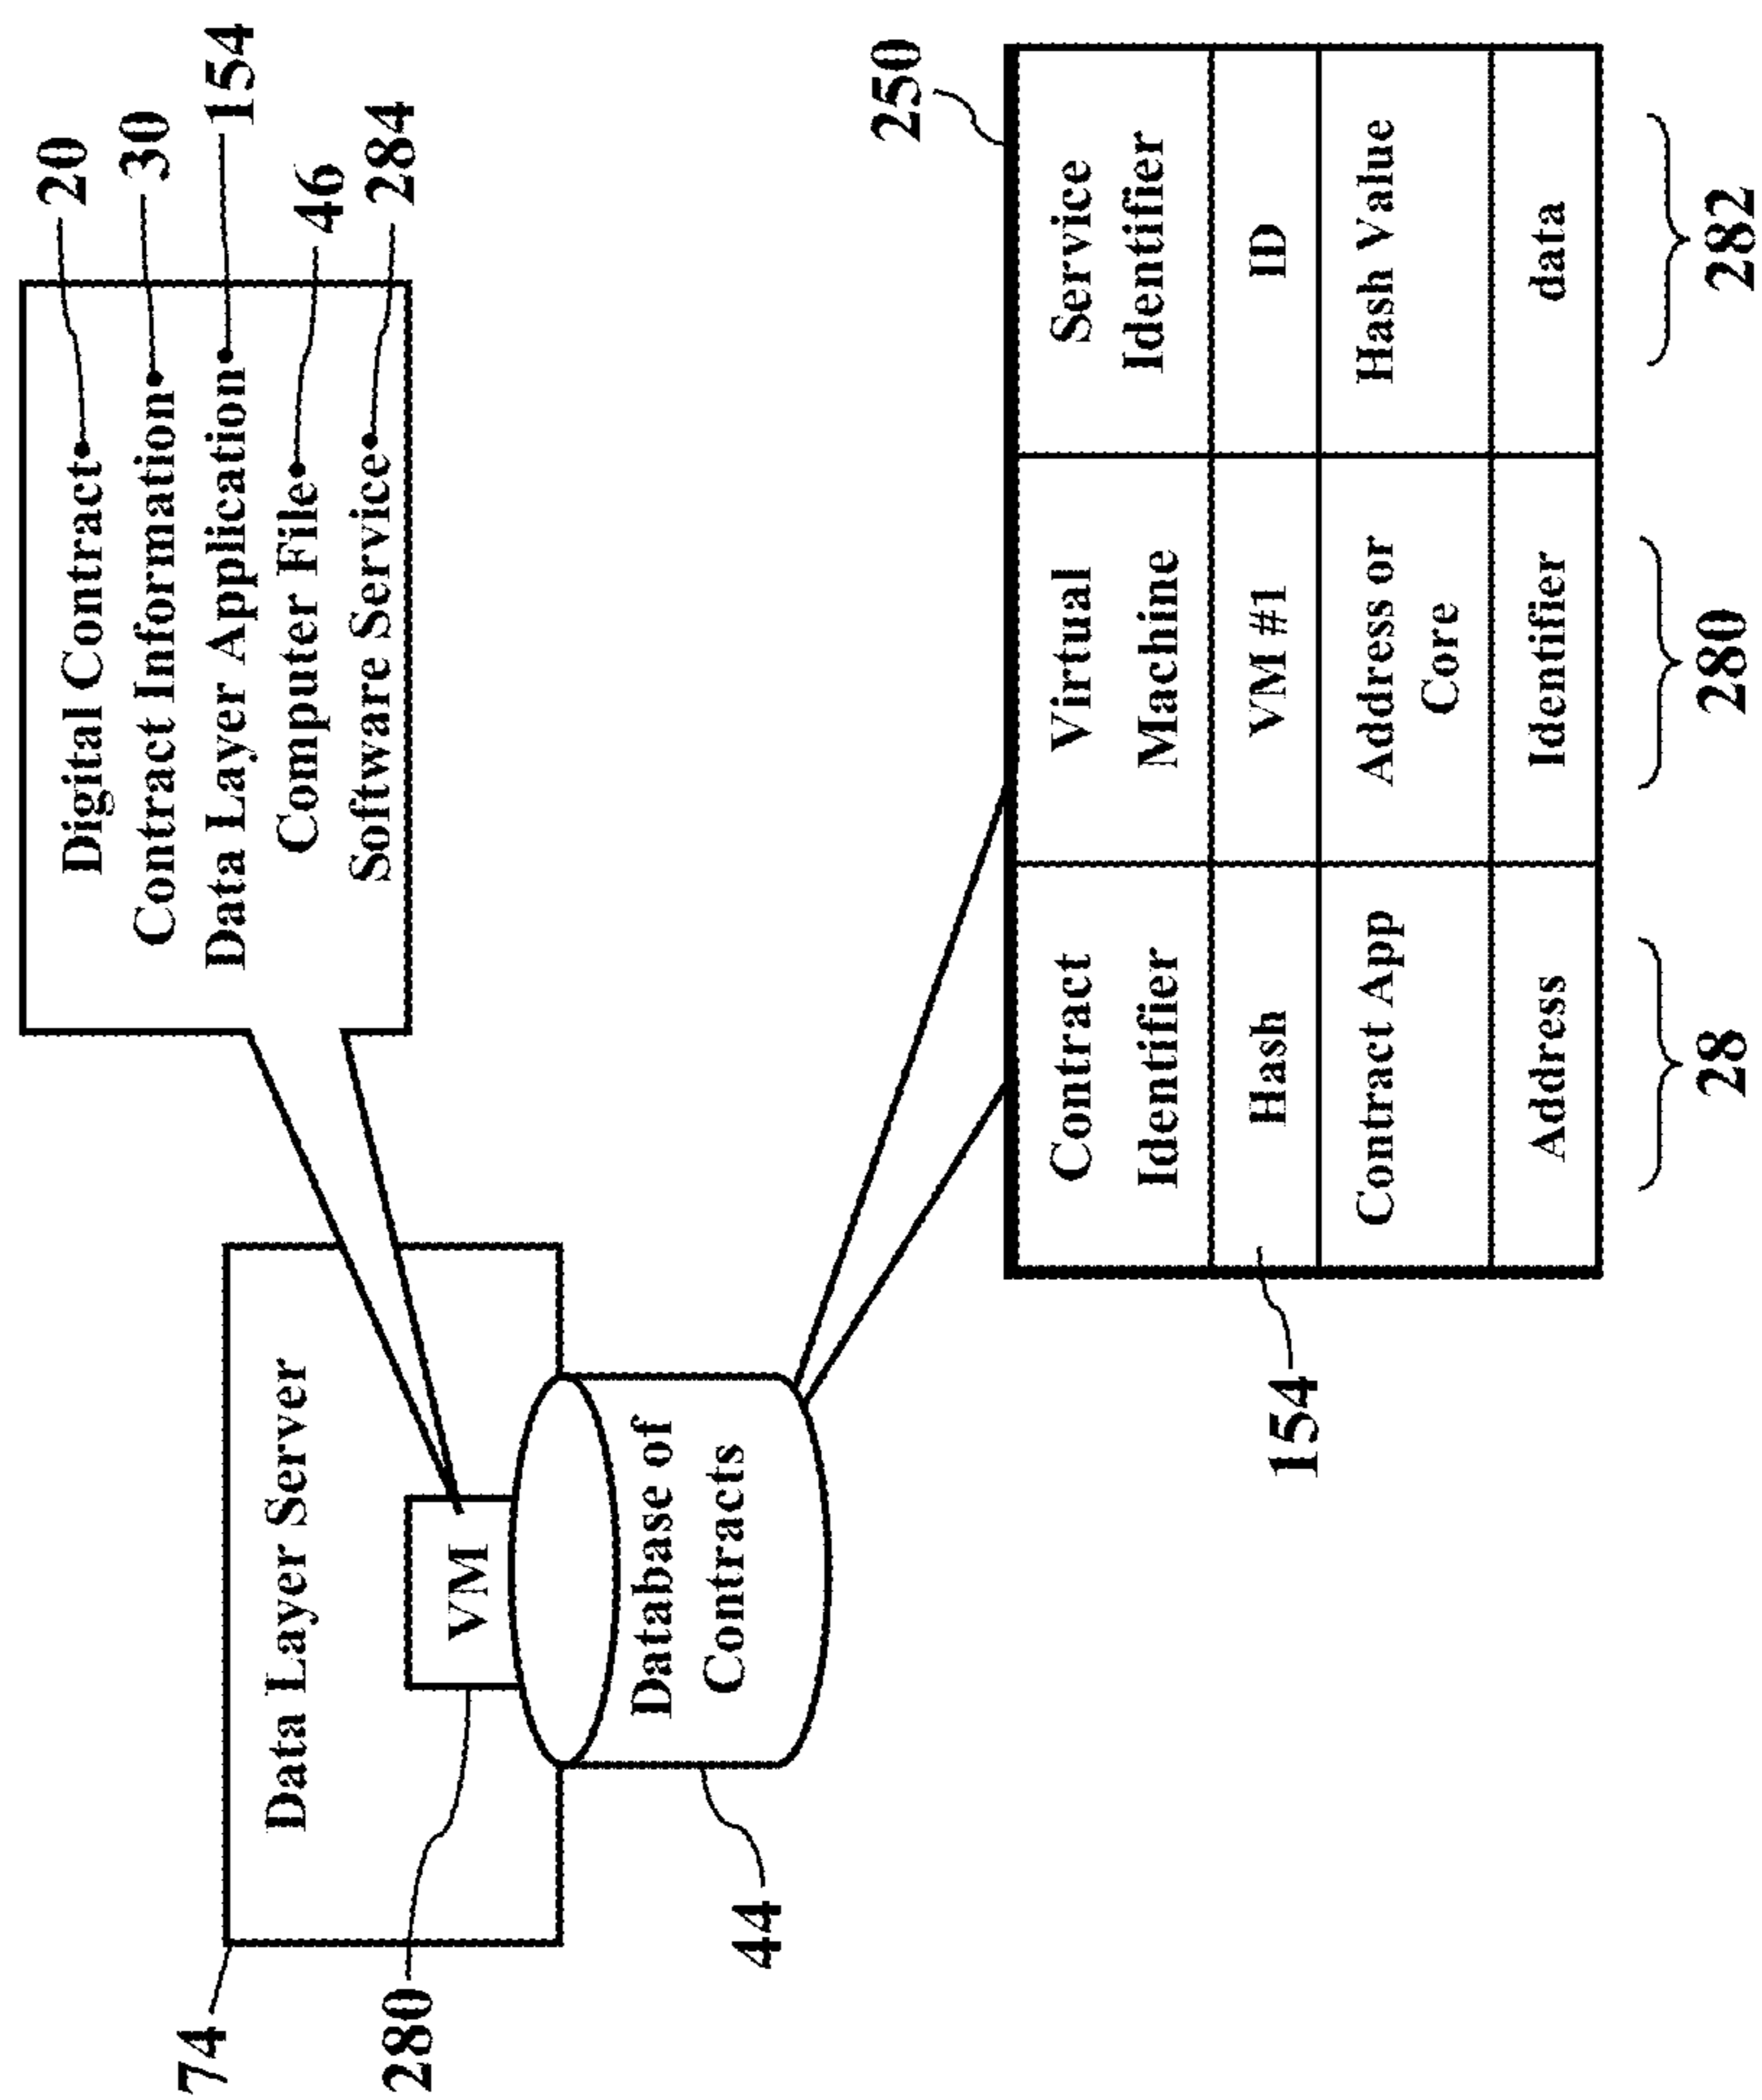 74
Data Layer Server
280
VM
Database of
Contracts
44
Digital Contract
20
Contract Information
30
Data Layer Application
154
Computer File
46
Software Service
284
250
Contract
Identifier
Virtual
Machine
Service
Identifier
Hash
VM #1
ID
Contract App
Address or
Core
Hash Value
Address
Identifier
data
154
28
280
282